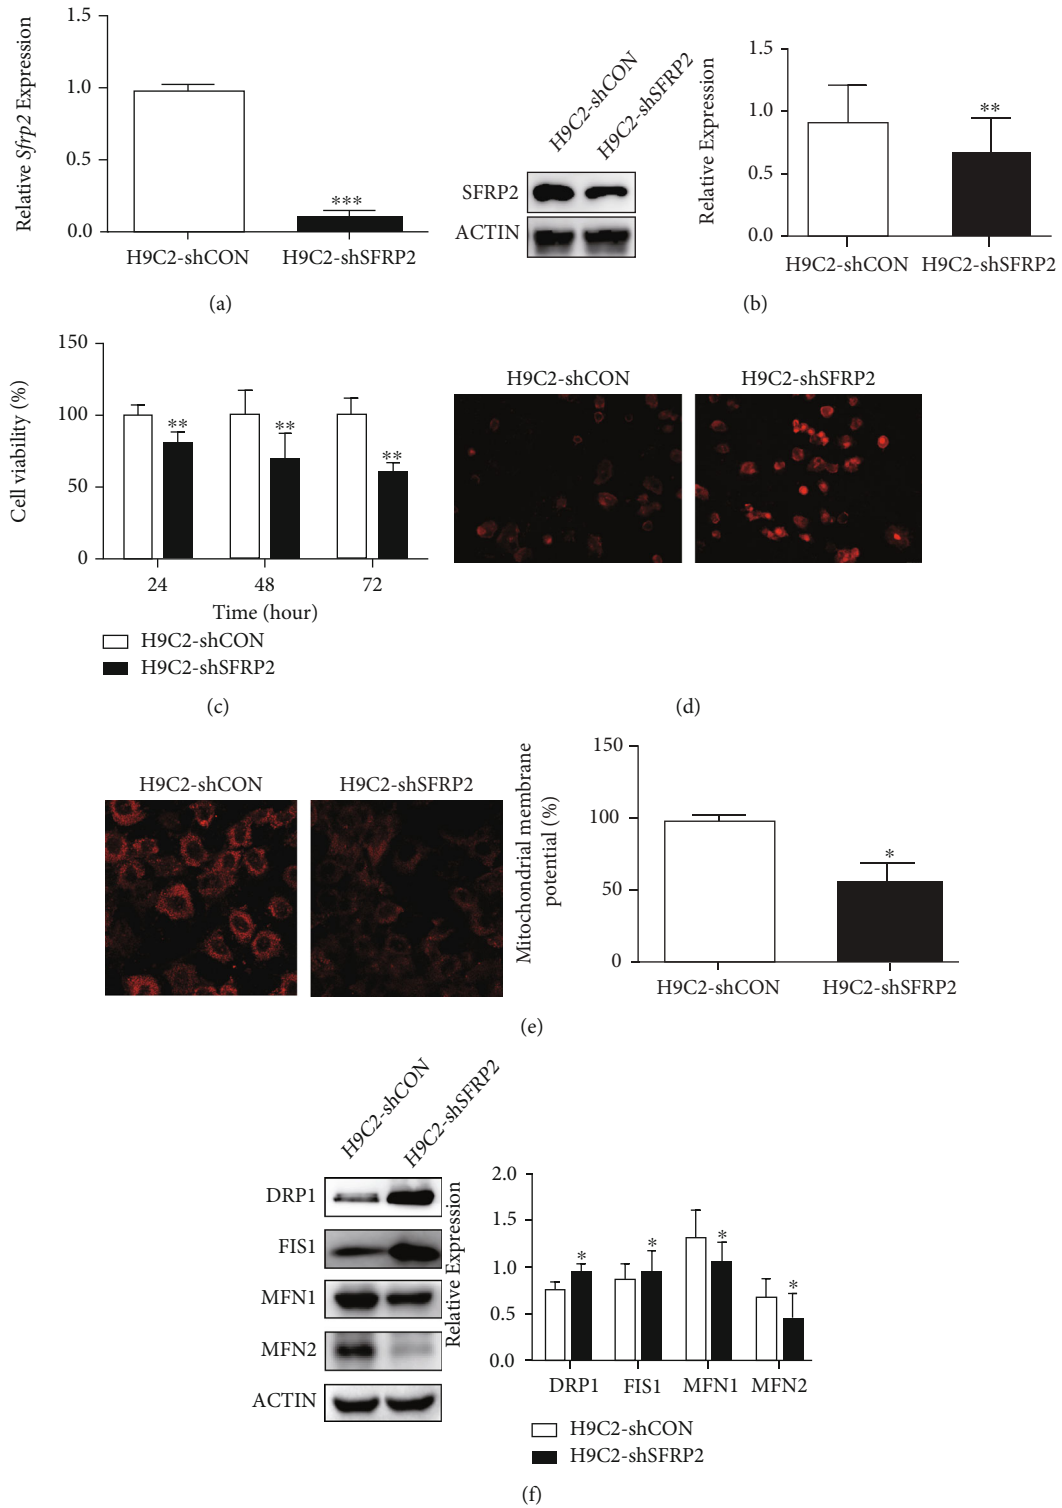 Relative Sfrp2 Expression
1.5
1.0
0.5
0.0
***
H9C2-shCON
H9C2-shSFRP2
(a)
H9C2-shCON
H9C2-shSFRP2
SFRP2
ACTIN
Relative Expression
1.5
1.0
0.5
0.0
**
H9C2-shCON
H9C2-shSFRP2
(b)
Cell viability (%)
150
100
50
0
**
**
**
24
48
72
Time (hour)
H9C2-shCON
H9C2-shSFRP2
(c)
H9C2-shCON
H9C2-shSFRP2
(d)
H9C2-shCON
H9C2-shSFRP2
Mitochondrial membrane
potential (%)
150
100
50
0
*
H9C2-shCON
H9C2-shSFRP2
(e)
H9C2-shCON
H9C2-shSFRP2
DRP1
FIS1
MFN1
MFN2
ACTIN
Relative Expression
2.0
1.5
1.0
0.5
0.0
*
*
*
*
DRP1
FIS1
MFN1
MFN2
H9C2-shCON
H9C2-shSFRP2
(f)